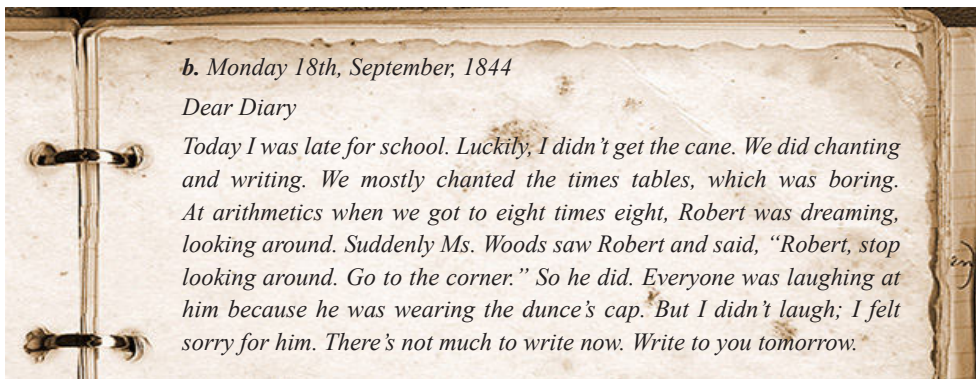 b. Monday 18th, September, 1844
Dear Diary
Today I was late for school. Luckily, I didn't get the cane. We did chanting
and writing. We mostly chanted the times tables, which was boring.
At arithmetics when we got to eight times eight, Robert was dreaming,
looking around. Suddenly Ms. Woods saw Robert and said, “Robert, stop
looking around. Go to the corner.” So he did. Everyone was laughing at
him because he was wearing the dunce's cap. But I didn't laugh; I felt
sorry for him. There's not much to write now. Write to you tomorrow.